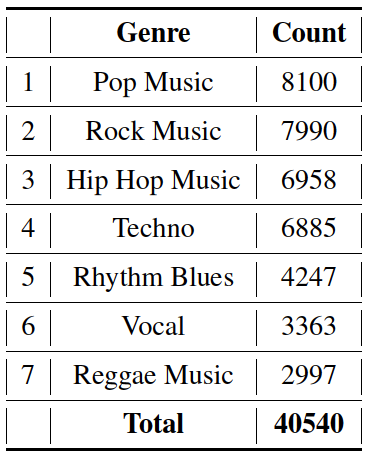 Genre Count
1 Pop Music 8100
2 Rock Music 7990
3 Hip Hop Music 6958
4 Techno 6885
5 Rhythm Blues 4247
6 Vocal 3363
7 Reggae Music 2997
Total 40540